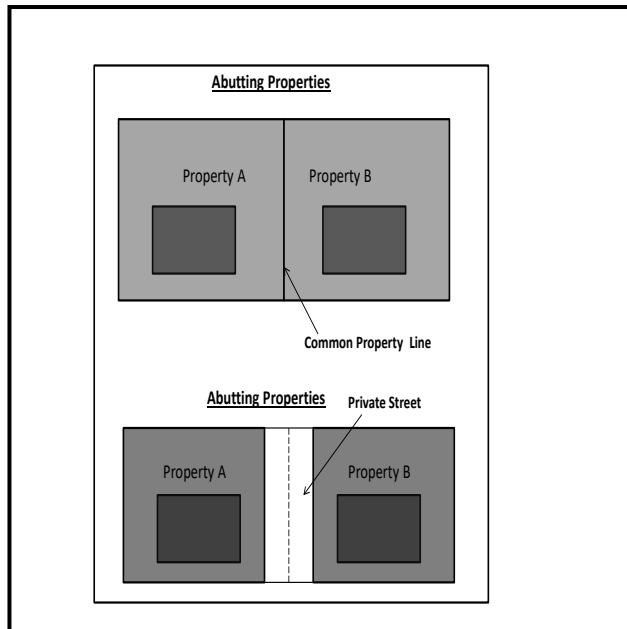 Abutting Properties
Property A
Property B
Common Property Line
Abutting Properties
Private Street
Property A
Property B